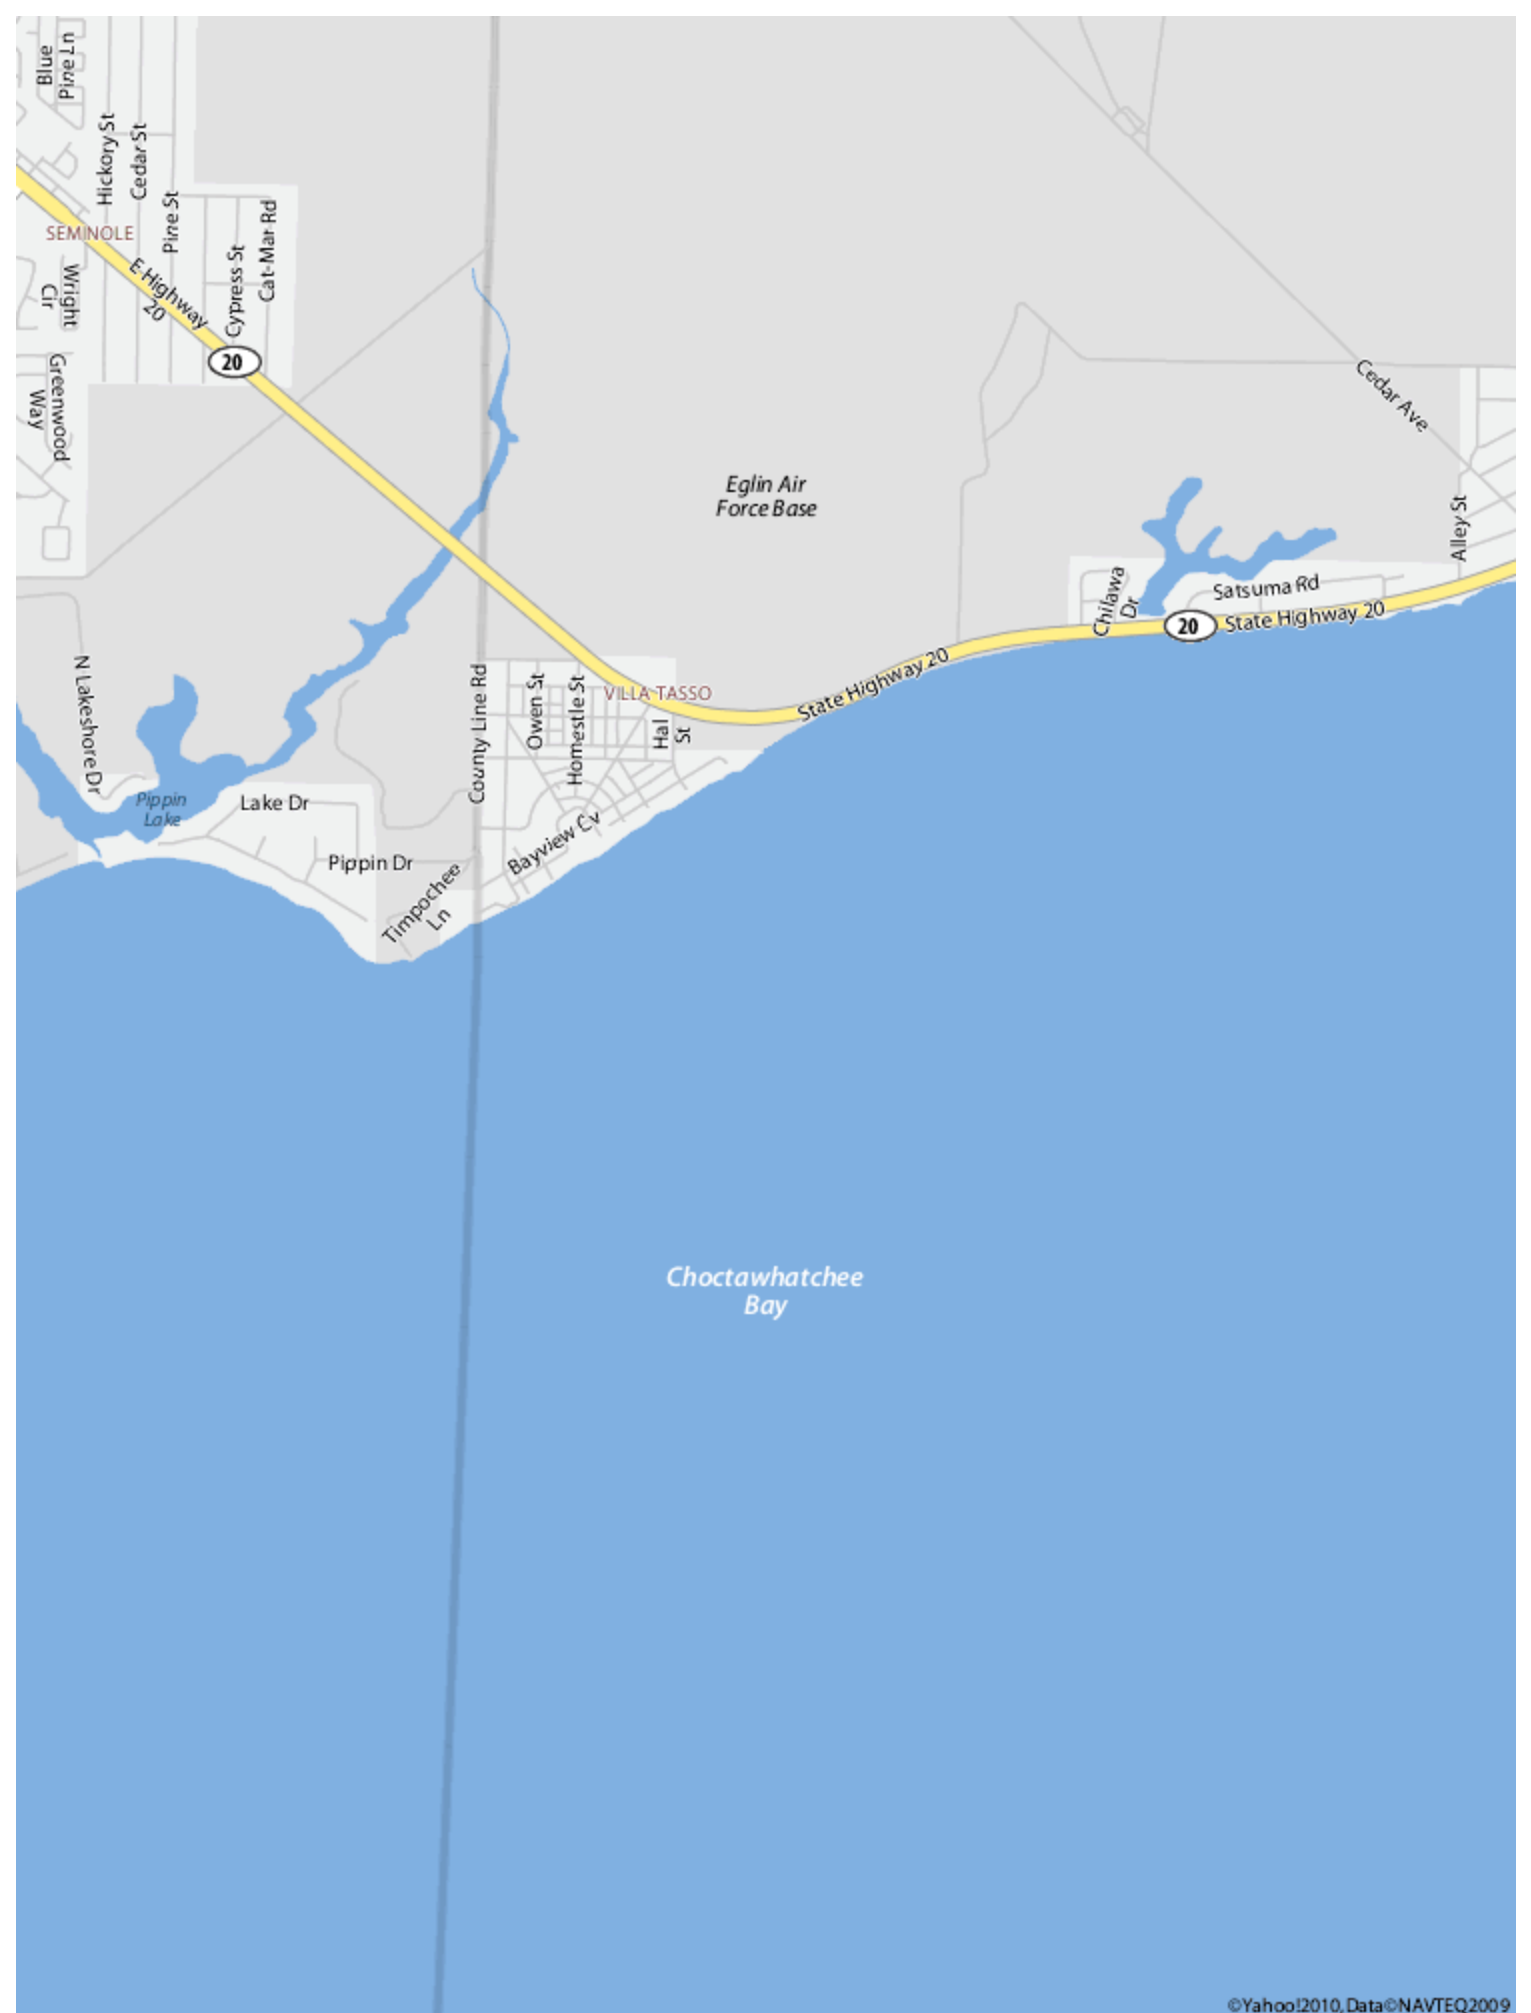 Blue
Pine Ln
Hickory St
Cedar St
Pine St
SEMINOLE
E Highway
20
Cypress St
Cat-Mar Rd
Wright
Cir
20
Greenwood
Way
Cedar Ave
Eglin Air
Force Base
Alley St
Chilawa
Dr
Satsuma Rd
State Highway 20
20
N Lakeshore Dr
County Line Rd
Owen St
Homestle St
VILLA TASSO
Hal
St
State Highway 20
Pippin
Lake
Lake Dr
Pippin Dr
Bayview Cv
Timpochee
Ln
Choctawhatchee
Bay
©Yahoo!2010, Data©NAVTEQ2009